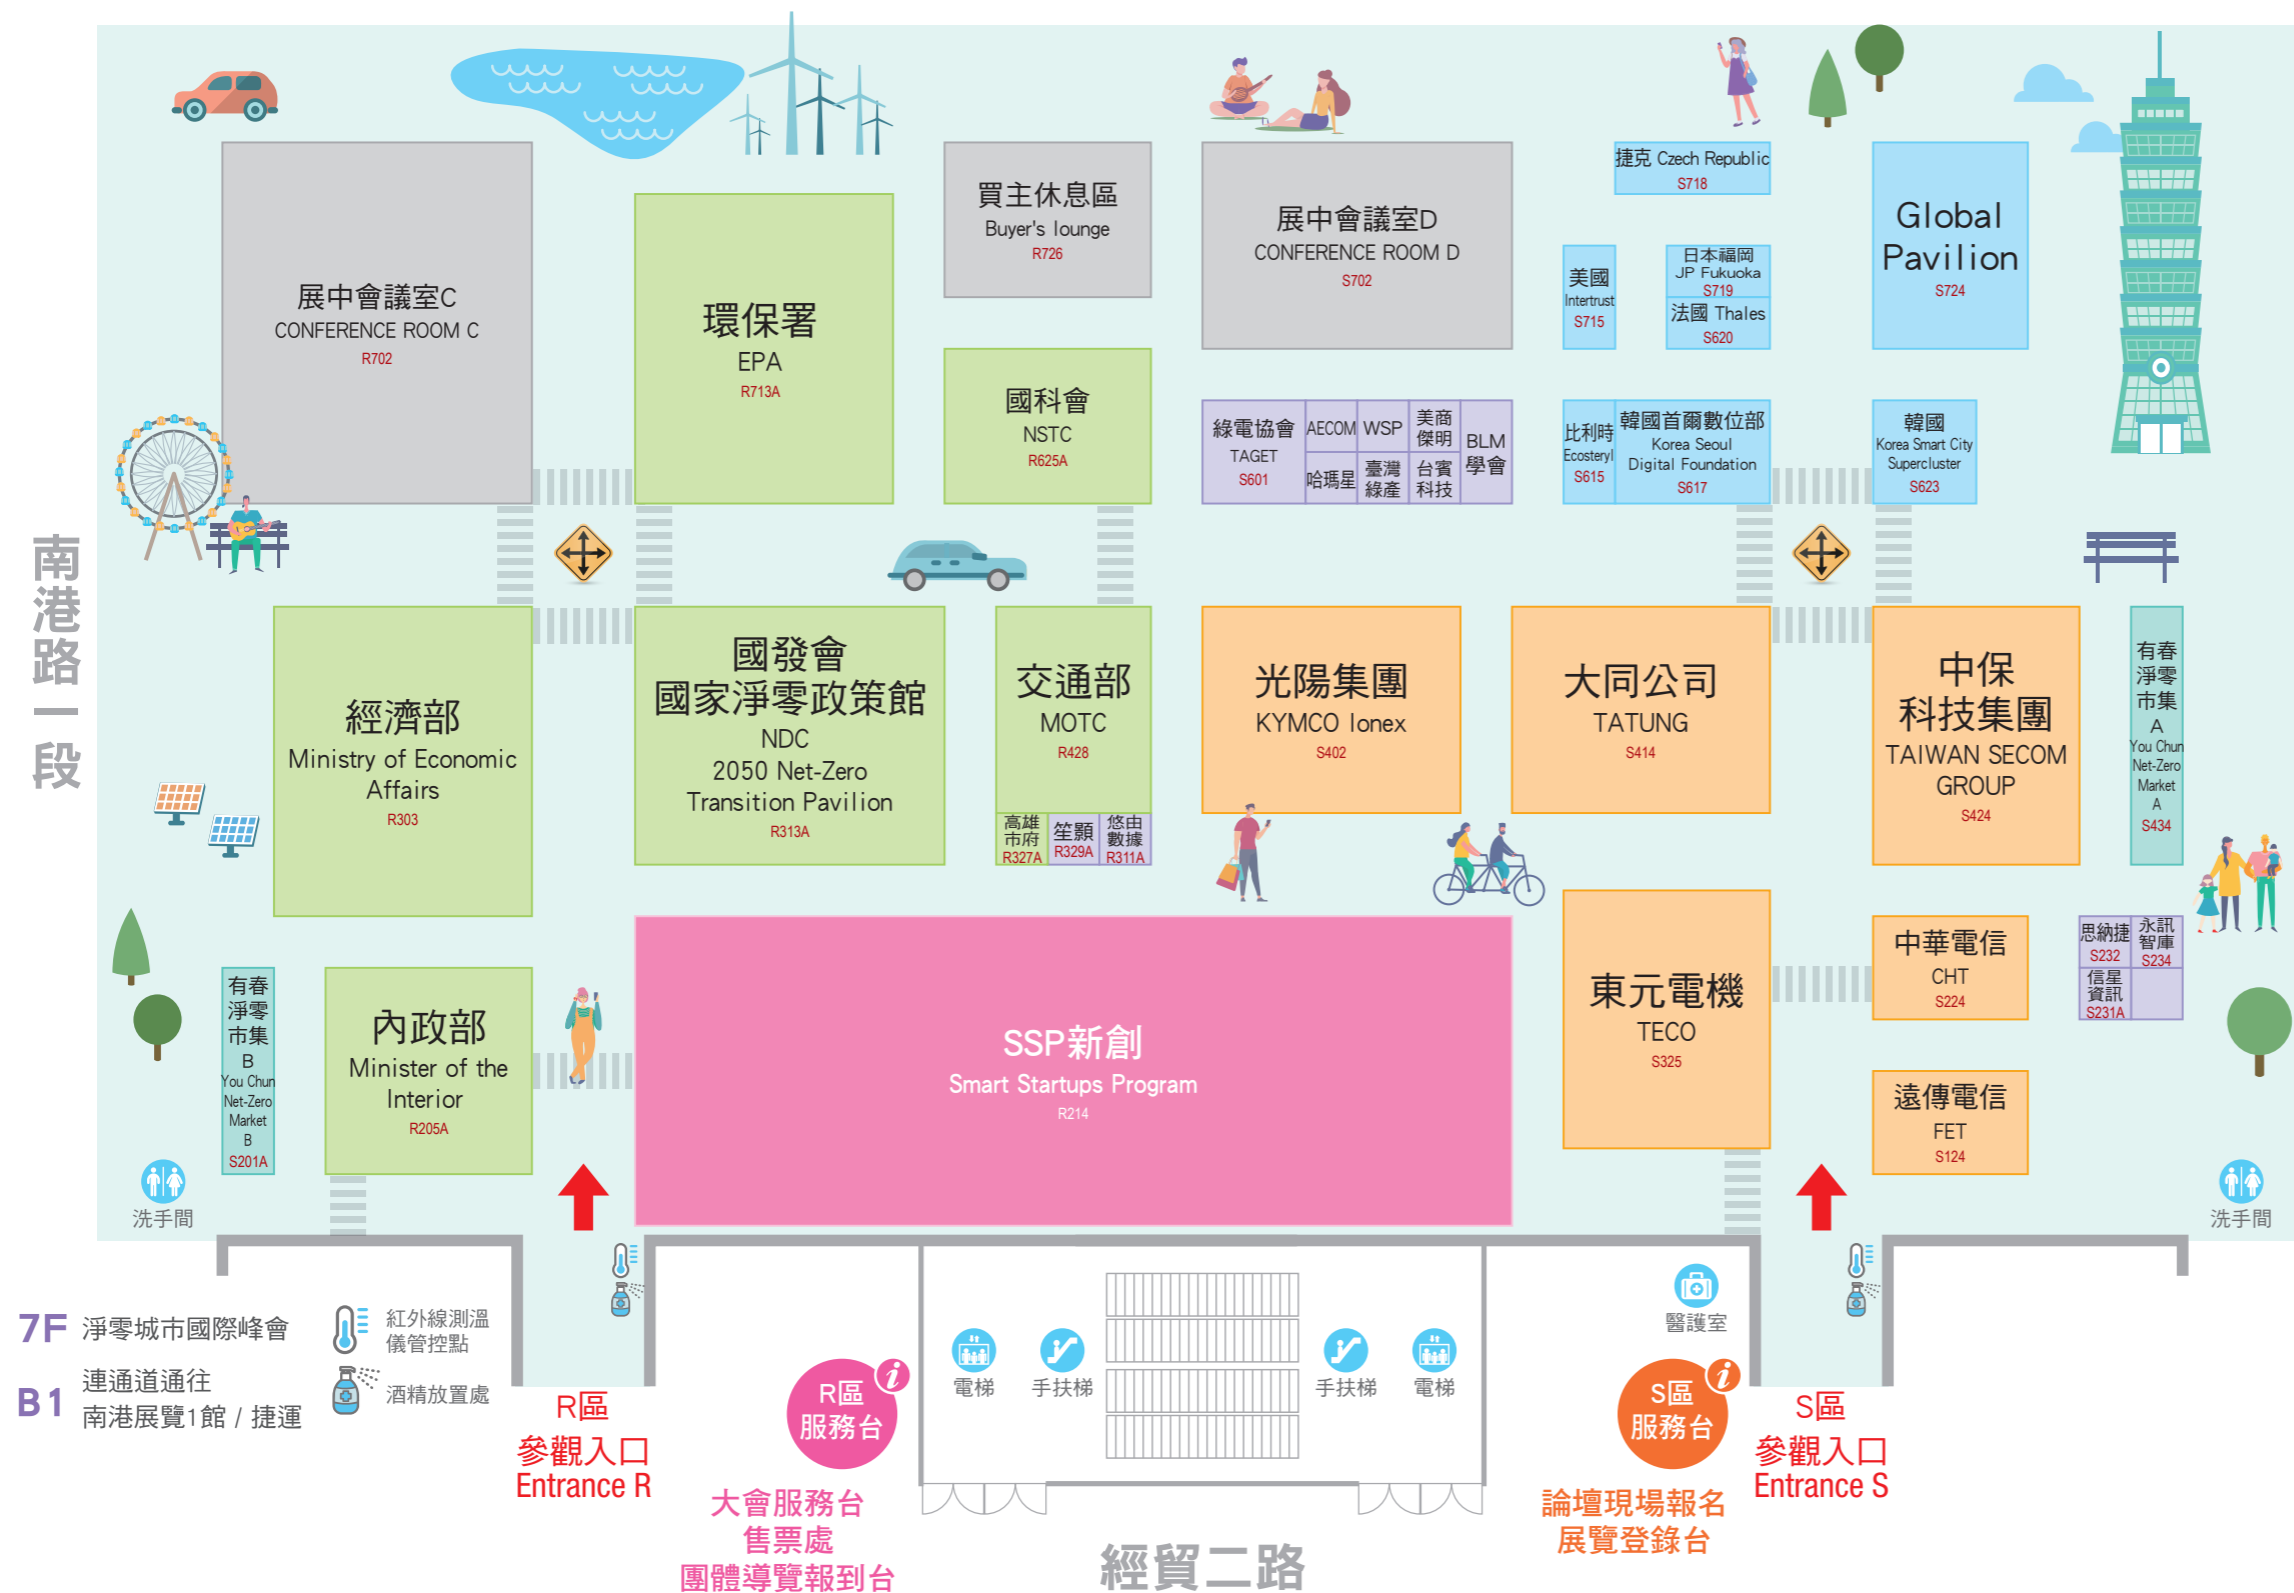 展中會議室C
CONFERENCE ROOM C
R702
環保署
EPA
R713A
買主休息區
Buyer's lounge
R726
國科會
NSTC
R625A
展中會議室D
CONFERENCE ROOM D
S702
捷克 Czech Republic
S718
美國
Intertrust
S715
日本福岡
JP Fukuoka
S719
法國 Thales
S620
Global
Pavilion
S724
綠電協會
TAGET
S601
AECOM
WSP
美商
傑明
BLM
學會
哈瑪星
臺灣
綠產
台賓
科技
比利時
Ecosteryl
S615
韓國首爾數位部
Korea Seoul
Digital Foundation
S617
韓國
Korea Smart City
Supercluster
S623
南港路一段
經濟部
Ministry of Economic
Affairs
R303
國發會
國家淨零政策館
NDC
2050 Net-Zero
Transition Pavilion
R313A
交通部
MOTC
R428
高雄
市府
R327A
笙顥
R329A
悠由
數據
R311A
光陽集團
KYMCO Ionex
S402
大同公司
TATUNG
S414
中保
科技集團
TAIWAN SECOM
GROUP
S424
有春
淨零
市集
A
You Chun
Net-Zero
Market
A
S434
有春
淨零
市集
B
You Chun
Net-Zero
Market
B
S201A
內政部
Minister of the
Interior
R205A
SSP新創
Smart Startups Program
R214
東元電機
TECO
S325
中華電信
CHT
S224
遠傳電信
FET
S124
思納捷
S232
永訊
智庫
S234
信星
資訊
S231A
洗手間
洗手間
7F 淨零城市國際峰會
B1 連通道通往
南港展覽1館 / 捷運
紅外線測溫
儀管控點
酒精放置處
R區
參觀入口
Entrance R
R區
服務台
i
大會服務台
售票處
團體導覽報到台
電梯
手扶梯
手扶梯
電梯
醫護室
S區
服務台
i
論壇現場報名
展覽登錄台
S區
參觀入口
Entrance S
經貿二路